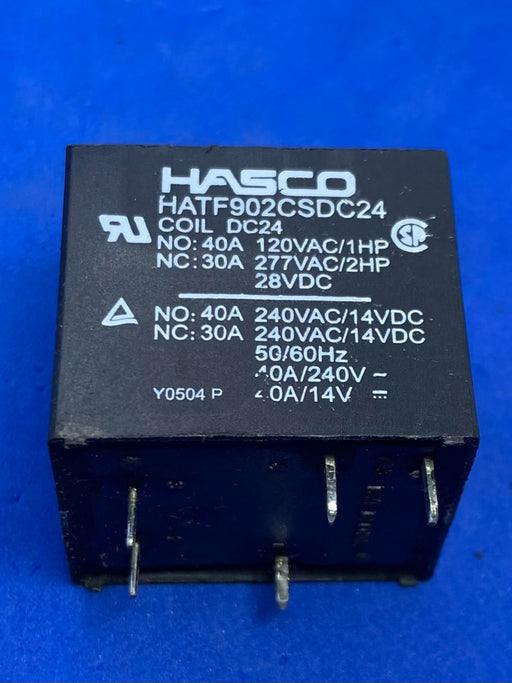 HASCO
HATF902CSDC24
COIL DC24
NO: 40A 120VAC/1HP
NC: 30A 277VAC/2HP
28VDC
NO: 40A 240VAC/14VDC
NC: 30A 240VAC/14VDC
50/60Hz
40A/240V ~
40A/14V ⎓
Y0504 P